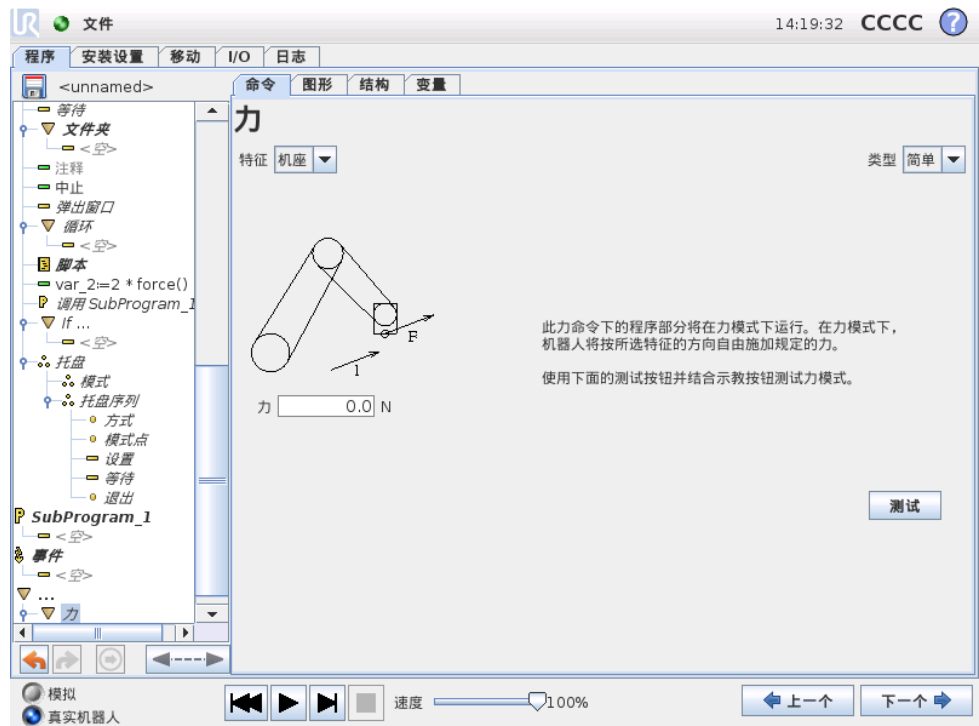 UR 文件 14:19:32 CCCC ?
程序 安装设置 移动 I/O 日志
<unnamed>
命令 图形 结构 变量
等待
文件夹
<空>
注释
中止
弹出窗口
循环
<空>
脚本
var_2:=2 * force()
调用 SubProgram_1
If ...
<空>
托盘
模式
托盘序列
方式
模式点
设置
等待
退出
SubProgram_1
<空>
事件
<空>
...
力
力
特征 机座
类型 简单
F
1
力 0.0 N
此力命令下的程序部分将在力模式下运行。在力模式下，
机器人将按所选特征的方向自由施加规定的力。
使用下面的测试按钮并结合示教按钮测试力模式。
测试
模拟
真实机器人
速度 100%
上一个 下一个